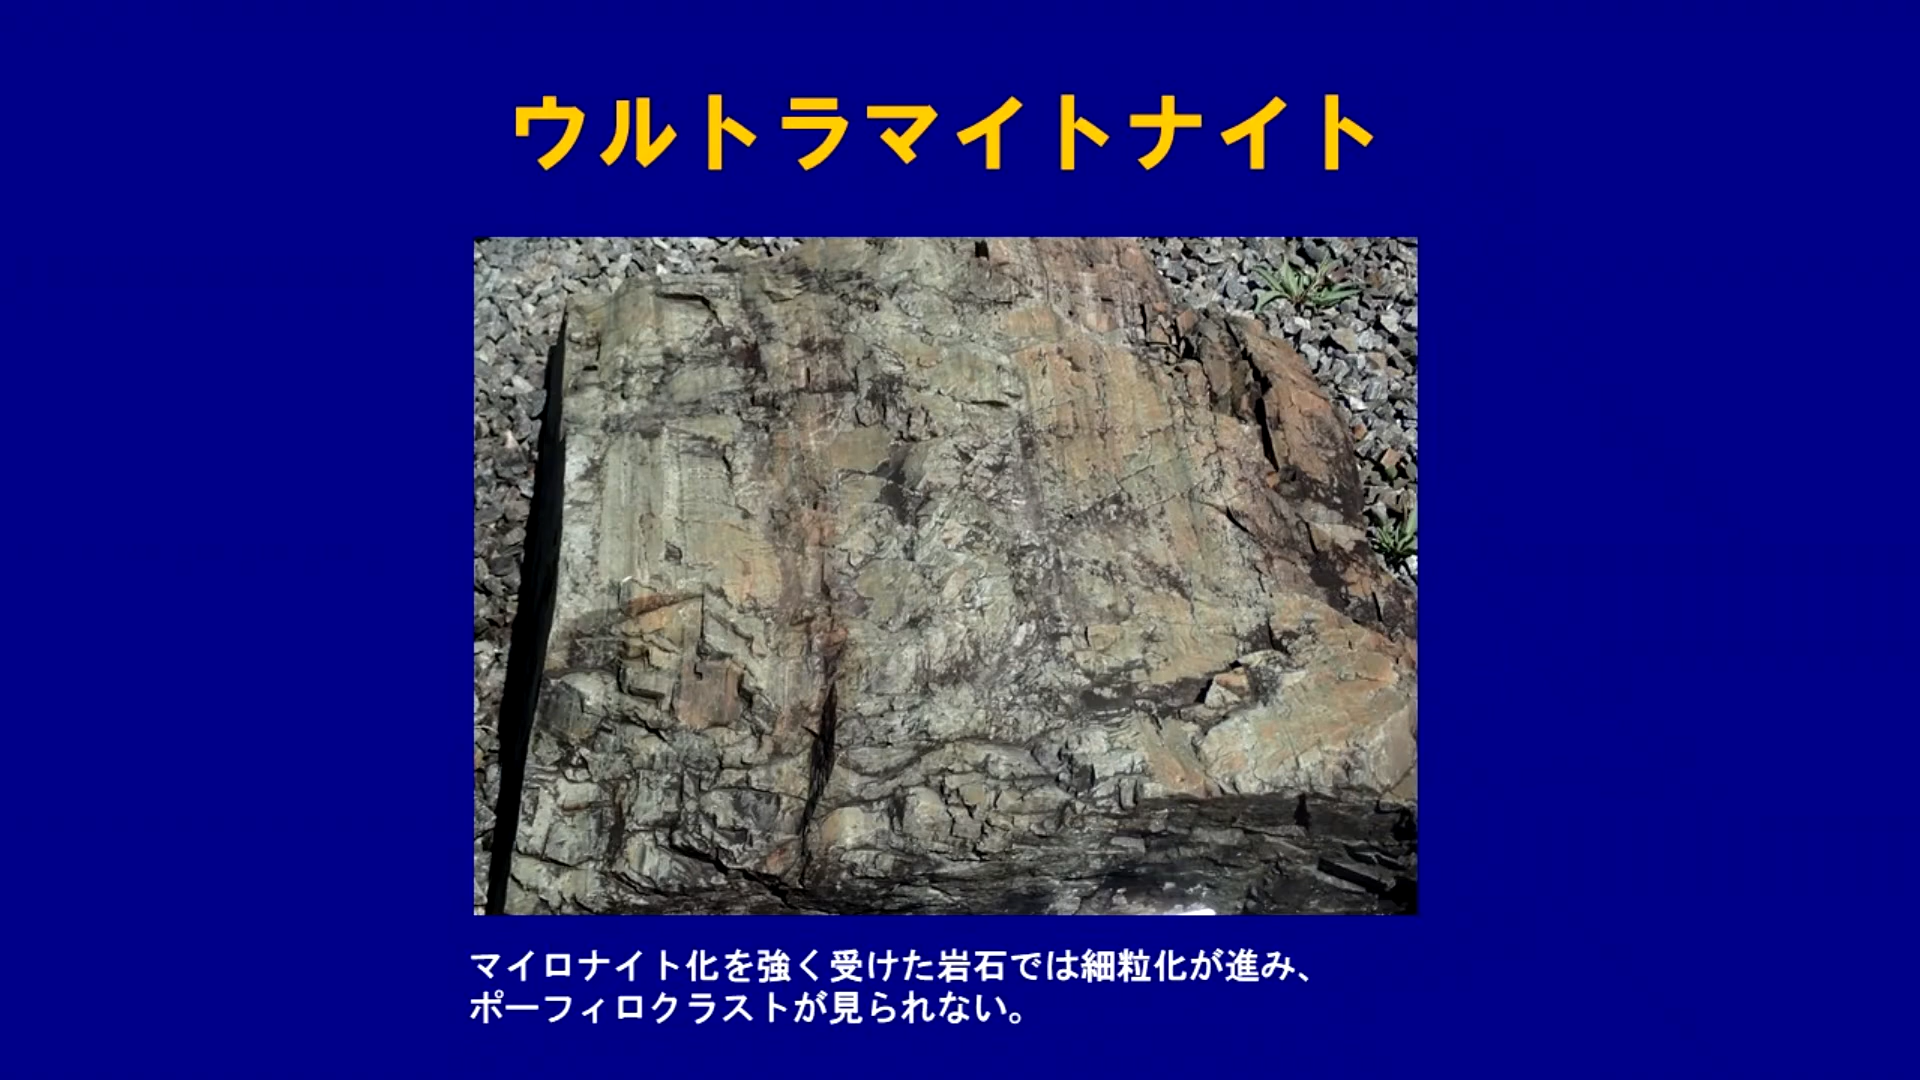 ウルトラマイトナイト
マイロナイト化を強く受けた岩石では細粒化が進み、
ポーフィロクラストが見られない。